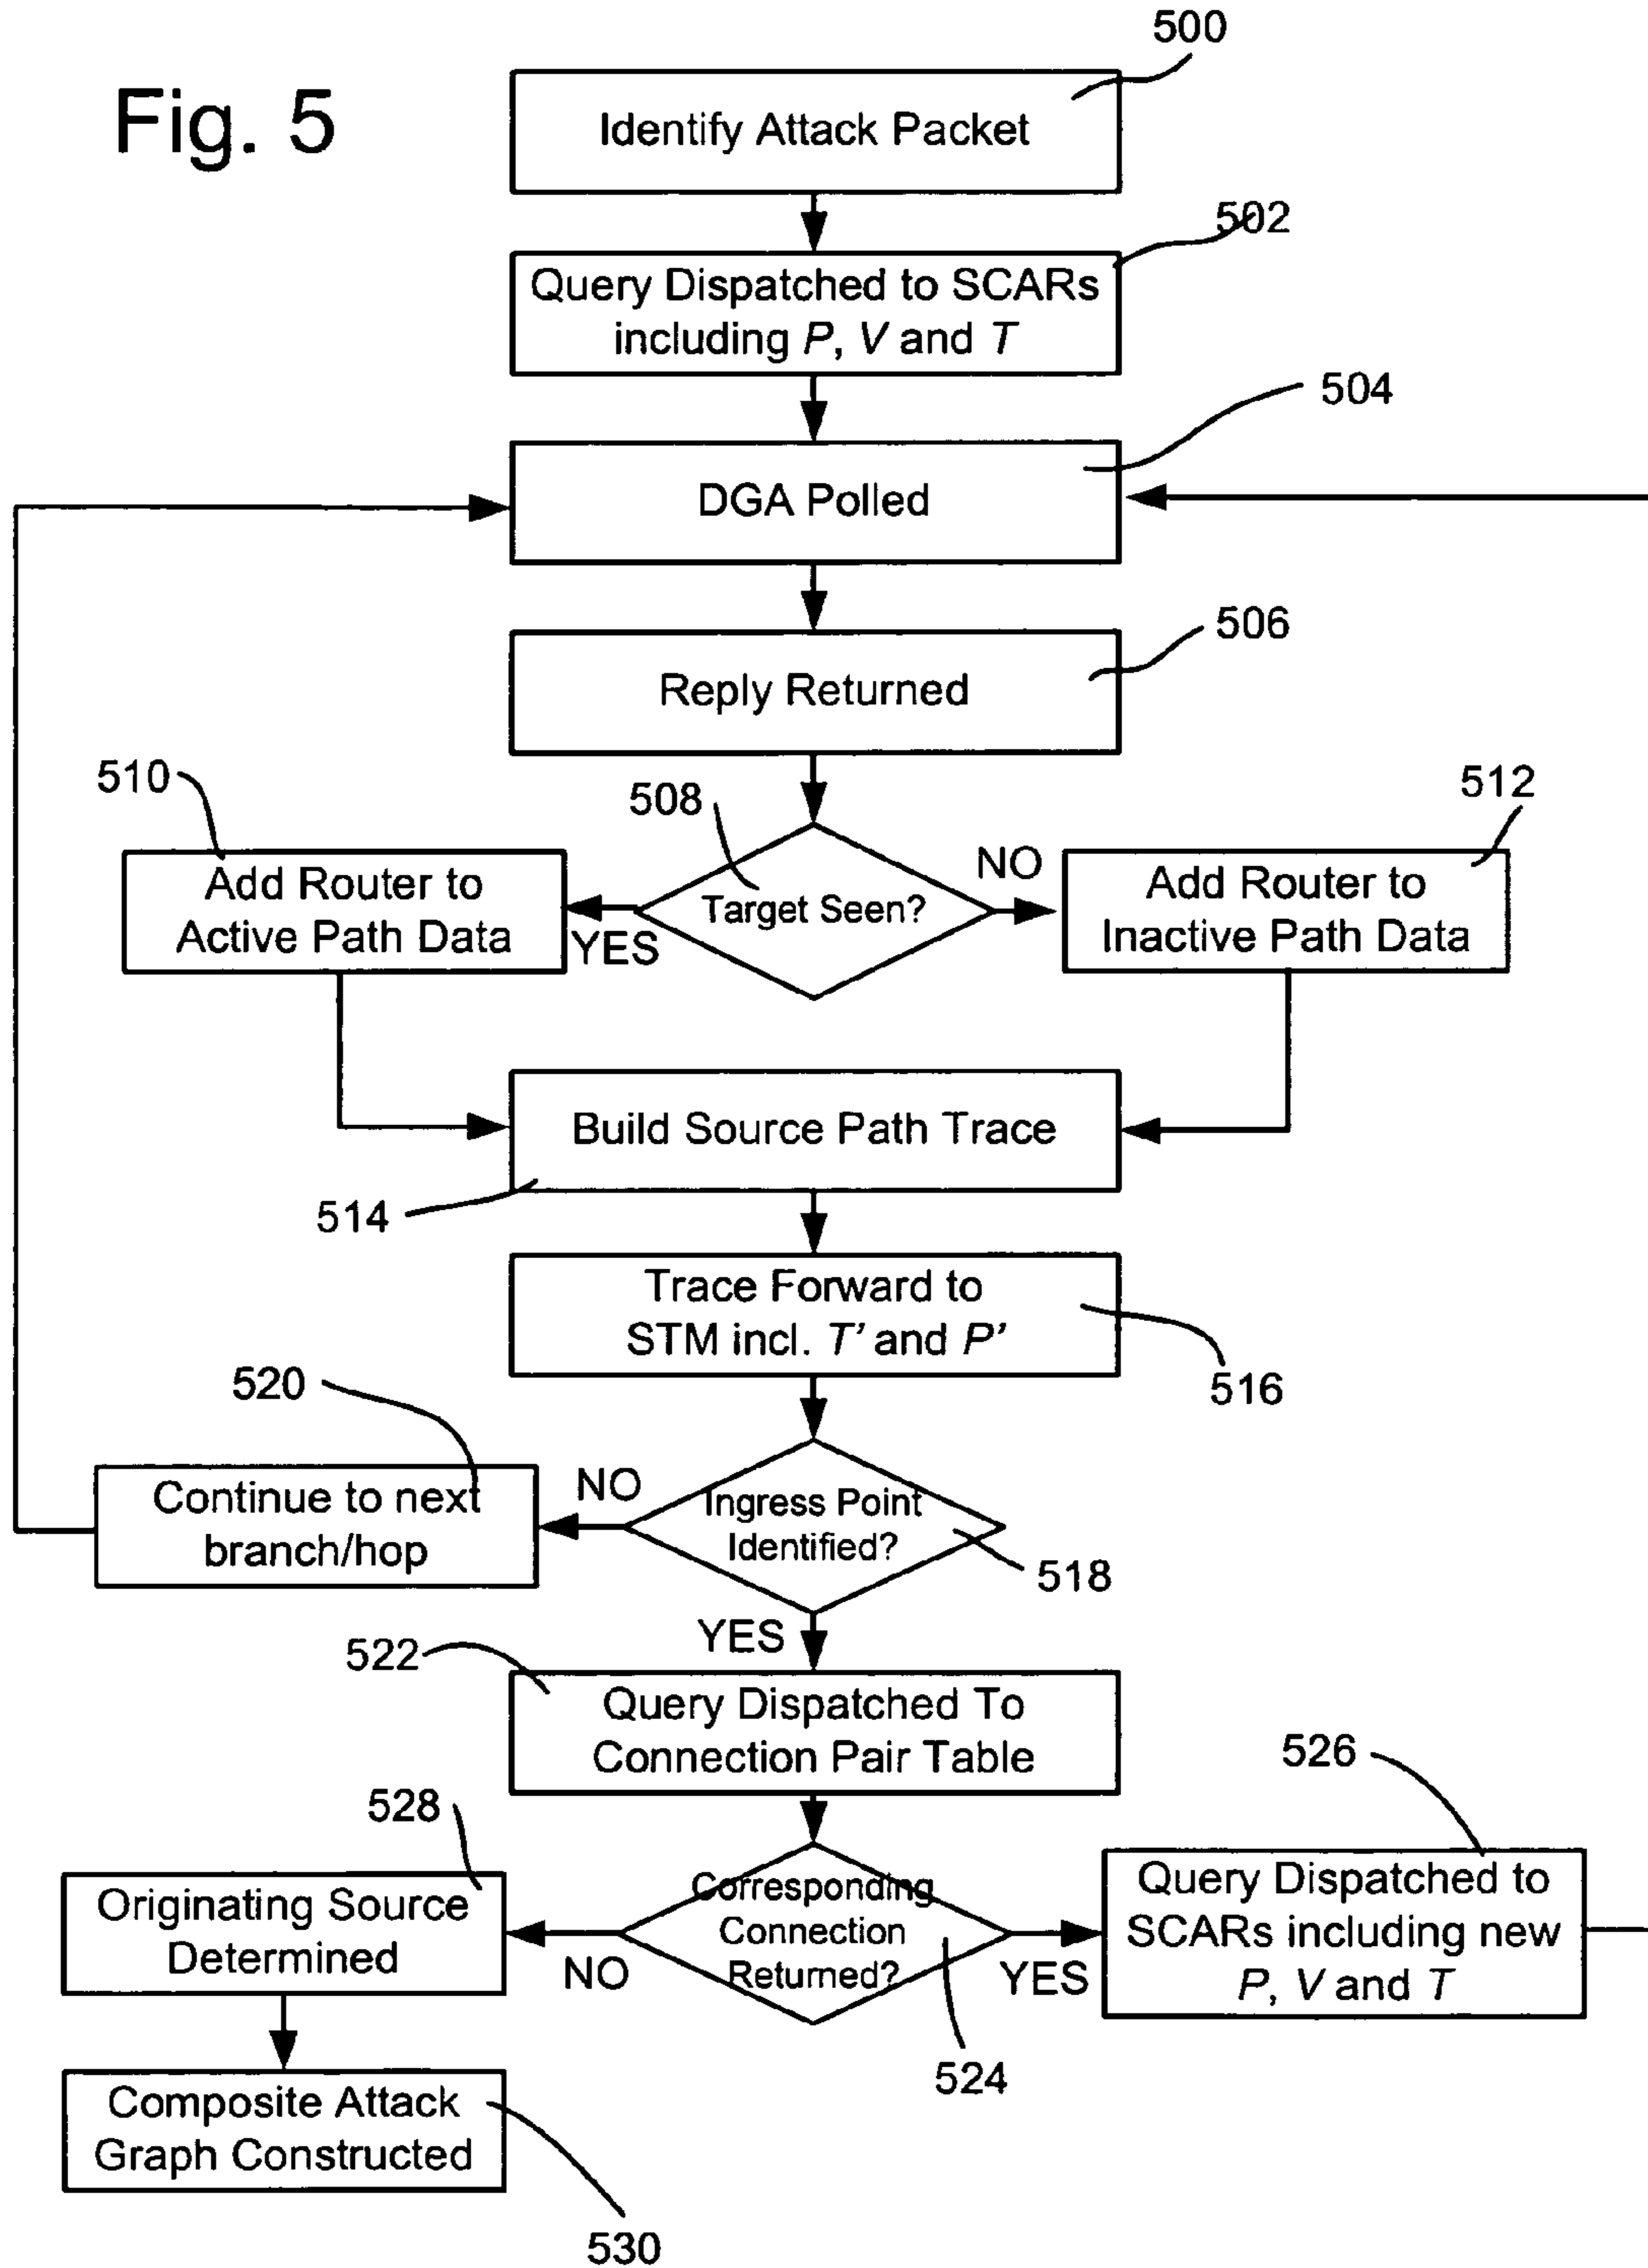 Fig. 5
500
Identify Attack Packet
502
Query Dispatched to SCARs
including P, V and T
504
DGA Polled
506
Reply Returned
510
508
512
Add Router to
Active Path Data
YES
Target Seen?
NO
Add Router to
Inactive Path Data
Build Source Path Trace
514
Trace Forward to
STM incl. T' and P'
516
520
Continue to next
branch/hop
NO
Ingress Point
Identified?
518
YES
522
Query Dispatched To
Connection Pair Table
526
528
Originating Source
Determined
NO
Corresponding
Connection
Returned?
YES
Query Dispatched to
SCARs including new
P, V and T
524
Composite Attack
Graph Constructed
530